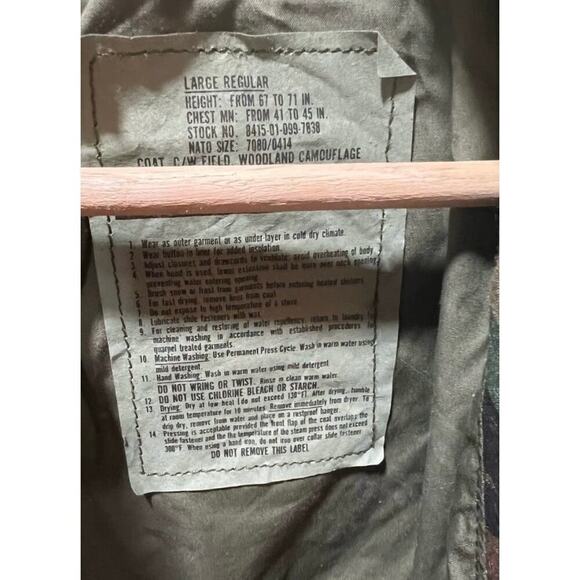 LARGE REGULAR
HEIGHT: FROM 67 TO 71 IN.
CHEST MN: FROM 41 TO 45 IN.
STOCK NO. 8415-01-099-7838
NATO SIZE: 7080/0414
COAT, C/W FIELD, WOODLAND CAMOUFLAGE
1. Wear as outer garment or as under-layer in cold dry climate.
2. Wear button-in liner for added insulation.
3. Adjust closures and drawcords to ventilate; avoid overheating of body.
4. When hood is used, lower extension shall be worn over neck opening
preventing water entering opening.
5. Brush snow or frost from garments before entering heated shelters.
6. For fast drying, remove liner from coat.
7. Do not expose to high temperature of a stove.
8. Lubricate slide fasteners with wax.
9. For cleaning and restoring of water repellency, return to laundry for
machine washing in accordance with established procedures for
quarpel treated garments.
10. Machine Washing: Use Permanent Press Cycle. Wash in warm water using
mild detergent.
11. Hand Washing: Wash in warm water using mild detergent
DO NOT WRING OR TWIST. Rinse in clean warm water.
12. DO NOT USE CHLORINE BLEACH OR STARCH.
13. Drying: Dry at low heat (do not exceed 130°F). After drying, tumble
at room temperature for 10 minutes. Remove immediately from dryer. To
drip dry, remove from water and place on a rustproof hanger.
14. Pressing is acceptable provided the front flap of the coat overlaps the
slide fastener and the the temperature of the steam press does not exceed
300°F. When using a hand iron, do not iron over collar slide fastener
DO NOT REMOVE THIS LABEL